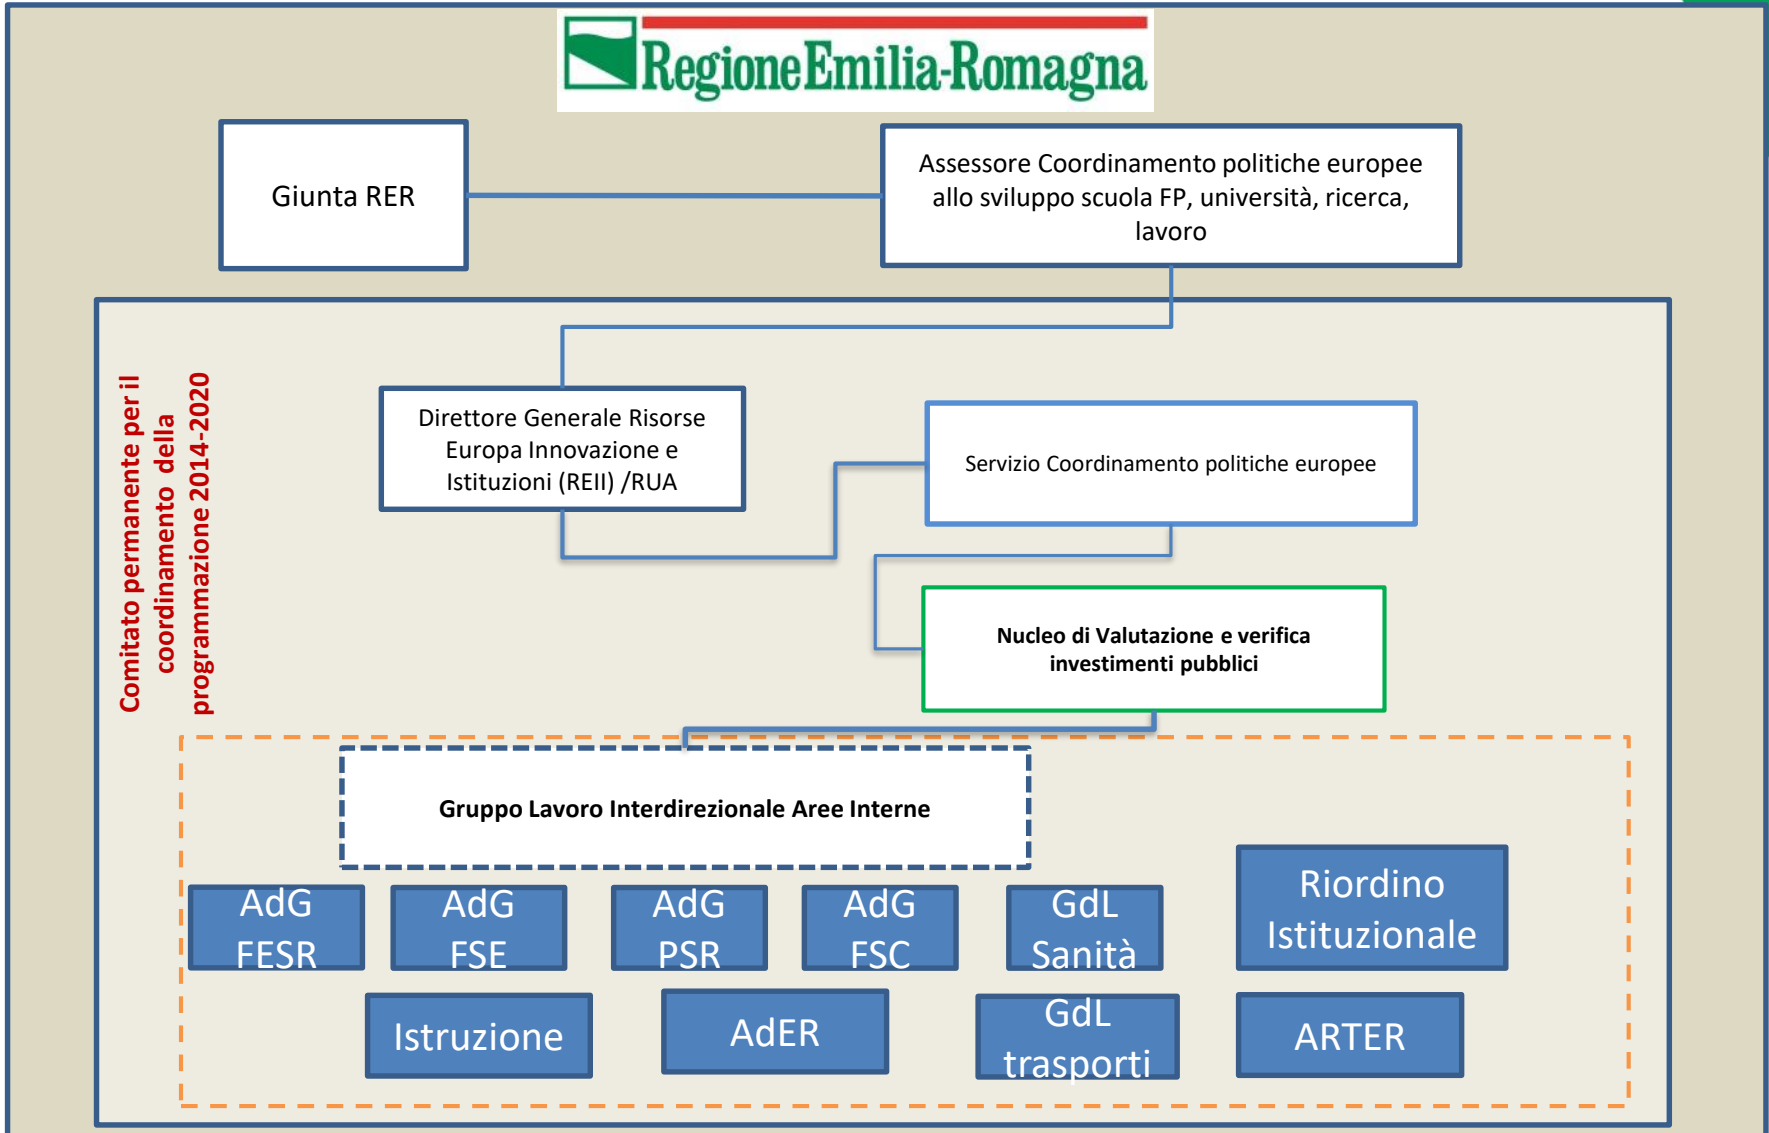 RegioneEmilia-Romagna
Giunta RER
Assessore Coordinamento politiche europee
allo sviluppo scuola FP, università, ricerca,
lavoro
Comitato permanente per il
coordinamento della
programmazione 2014-2020
Direttore Generale Risorse
Europa Innovazione e
Istituzioni (REII) /RUA
Servizio Coordinamento politiche europee
Nucleo di Valutazione e verifica
investimenti pubblici
Gruppo Lavoro Interdirezionale Aree Interne
AdG
FESR
AdG
FSE
AdG
PSR
AdG
FSC
GdL
Sanità
Riordino
Istituzionale
Istruzione
AdER
GdL
trasporti
ARTER